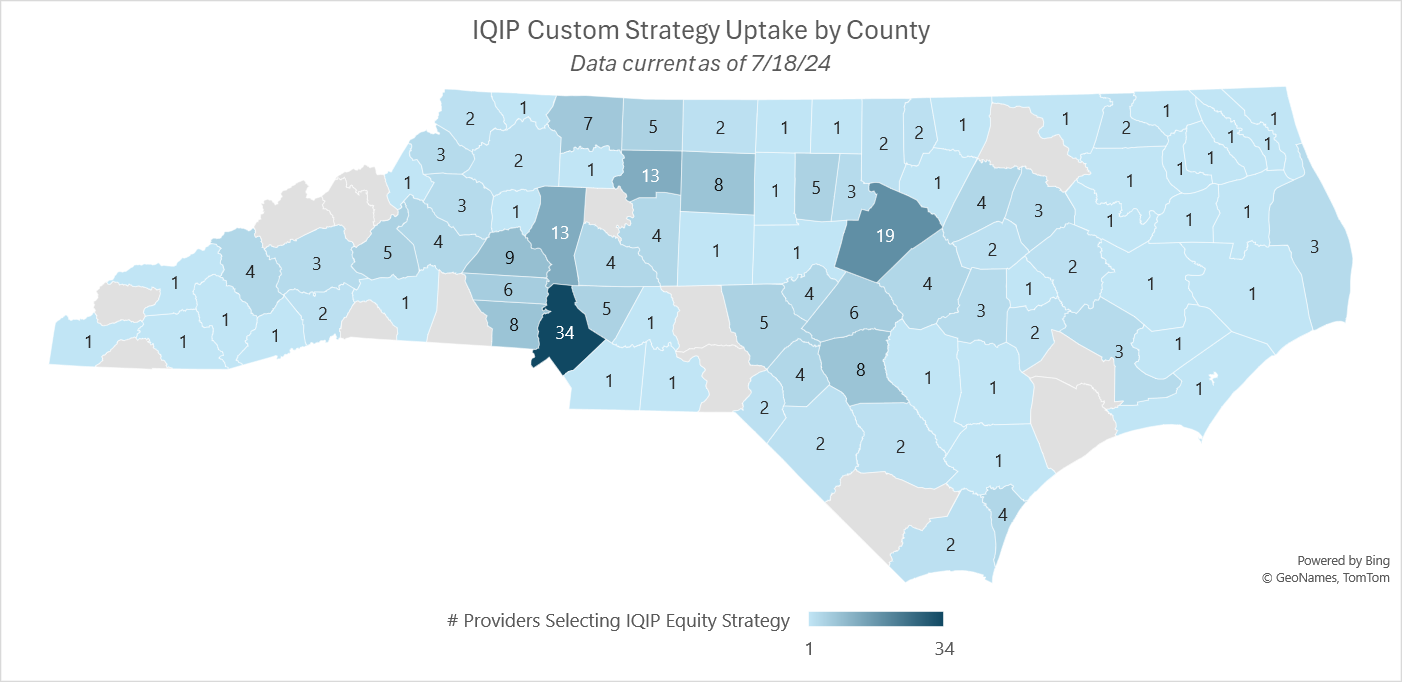 IQIP Custom Strategy Uptake by County
Data current as of 7/18/24
2 1 7 5 2 1 1 2 2 1 1 2 1 1 1 1
3 2 1 13 8 1 5 3 1 1 1 1
1 3 1 13 4 4 3 1 1 1 3
4 9 4 1 1 19 2
1 4 3 5 6 4 6 4 3 1 2 1 1
1 1 1 1 2 1 8 34 5 1 5 2 3 1
1 1 4 8 1 1 1
2 2 2 1
4
2
Powered by Bing
© GeoNames, TomTom
# Providers Selecting IQIP Equity Strategy
1 34